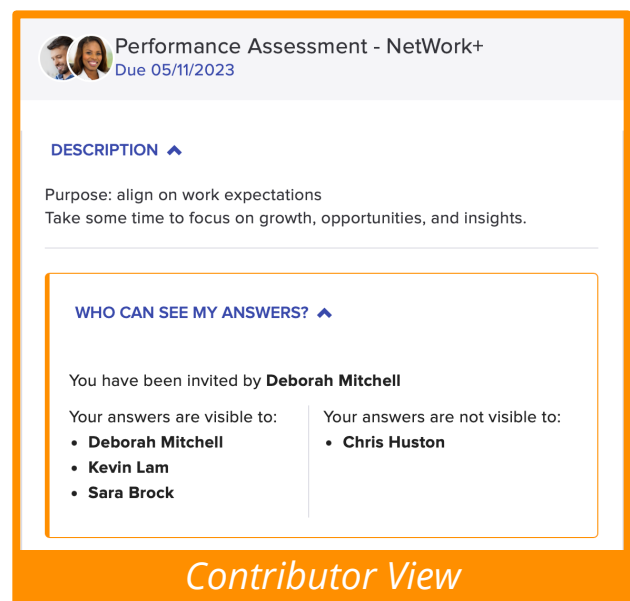 Performance Assessment - NetWork+
Due 05/11/2023
DESCRIPTION
Purpose: align on work expectations
Take some time to focus on growth, opportunities, and insights.
WHO CAN SEE MY ANSWERS?
You have been invited by Deborah Mitchell
Your answers are visible to:
• Deborah Mitchell
• Kevin Lam
• Sara Brock
Your answers are not visible to:
• Chris Huston
Contributor View